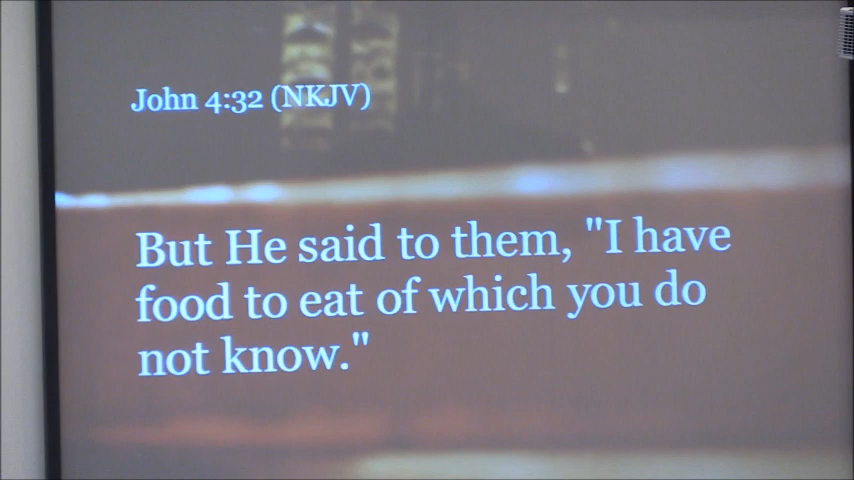 John 4:32 (NKJV)
But He said to them, "I have
food to eat of which you do
not know."